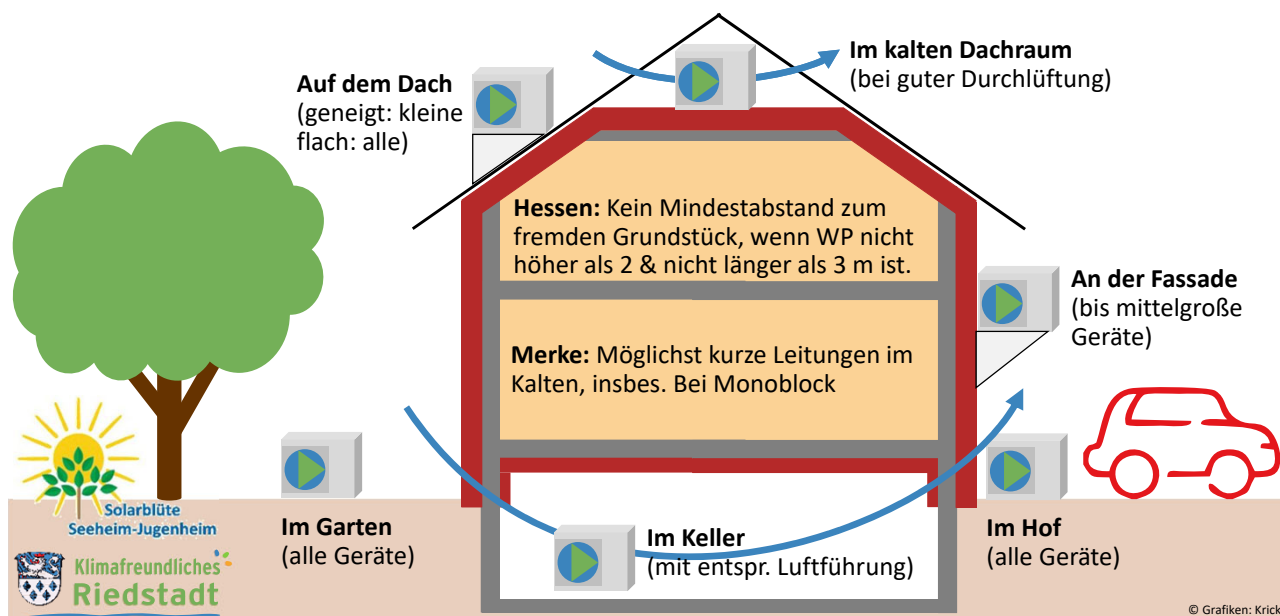 Im kalten Dachraum
(bei guter Durchlüftung)
Auf dem Dach
(geneigt: kleine
flach: alle)
Hessen: Kein Mindestabstand zum
fremden Grundstück, wenn WP nicht
höher als 2 & nicht länger als 3 m ist.
An der Fassade
(bis mittelgroße
Geräte)
Merke: Möglichst kurze Leitungen im
Kalten, insbes. Bei Monoblock
Solarblüte
Seeheim-Jugenheim
Im Garten
(alle Geräte)
Im Keller
(mit entspr. Luftführung)
Im Hof
(alle Geräte)
Klimafreundliches
Riedstadt
© Grafiken: Krick